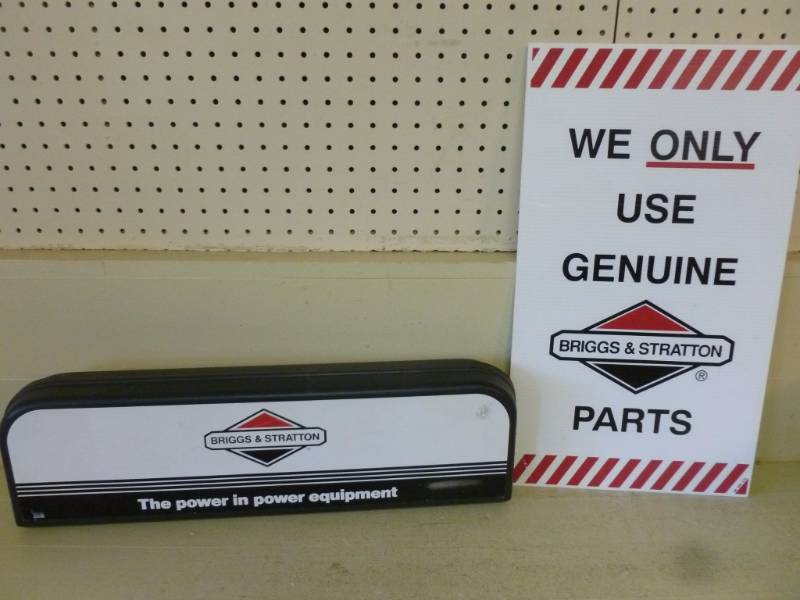 BRIGGS & STRATTON
The power in power equipment
WE ONLY
USE
GENUINE
BRIGGS & STRATTON
®
PARTS